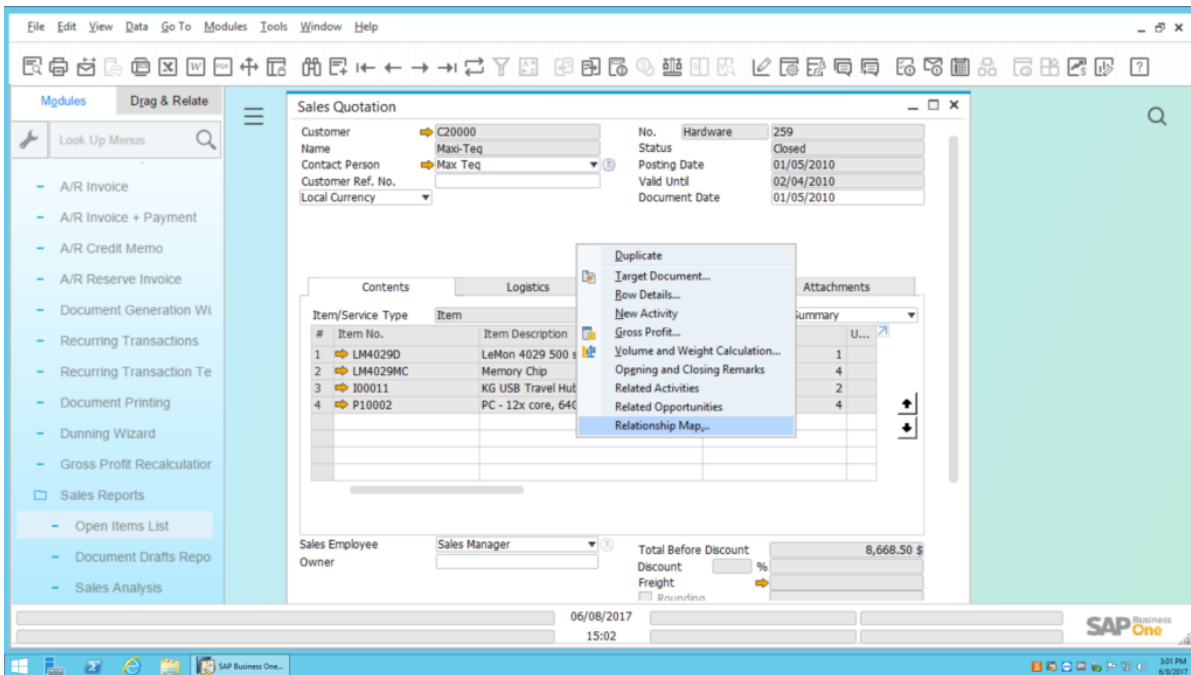 File Edit View Data Go To Modules Tools Window Help
Modules Drag & Relate
Look Up Menus
A/R Invoice
A/R Invoice + Payment
A/R Credit Memo
A/R Reserve Invoice
Document Generation Wi
Recurring Transactions
Recurring Transaction Te
Document Printing
Dunning Wizard
Gross Profit Recalculation
Sales Reports
Open Items List
Document Drafts Repo
Sales Analysis
Sales Quotation
Customer C20000 No. Hardware 259
Name Maxi-Teq Status Closed
Contact Person Max Teq Posting Date 01/05/2010
Customer Ref. No. Valid Until 02/04/2010
Local Currency Document Date 01/05/2010
Contents Logistics Attachments
Item/Service Type Item Summary
# Item No. Item Description U...
1 LM4029D LeMon 4029 500 s 1
2 LM4029MC Memory Chip 4
3 I00011 KG USB Travel Hub 2
4 P10002 PC - 12x core, 64G 4
Duplicate
Target Document...
Row Details...
New Activity
Gross Profit...
Volume and Weight Calculation...
Opening and Closing Remarks
Related Activities
Related Opportunities
Relationship Map...
Sales Employee Sales Manager Total Before Discount 8,668.50 $
Owner Discount %
Freight
Rounding
06/08/2017
15:02
SAP Business One
SAP Business One...
3:01 PM
6/8/2017